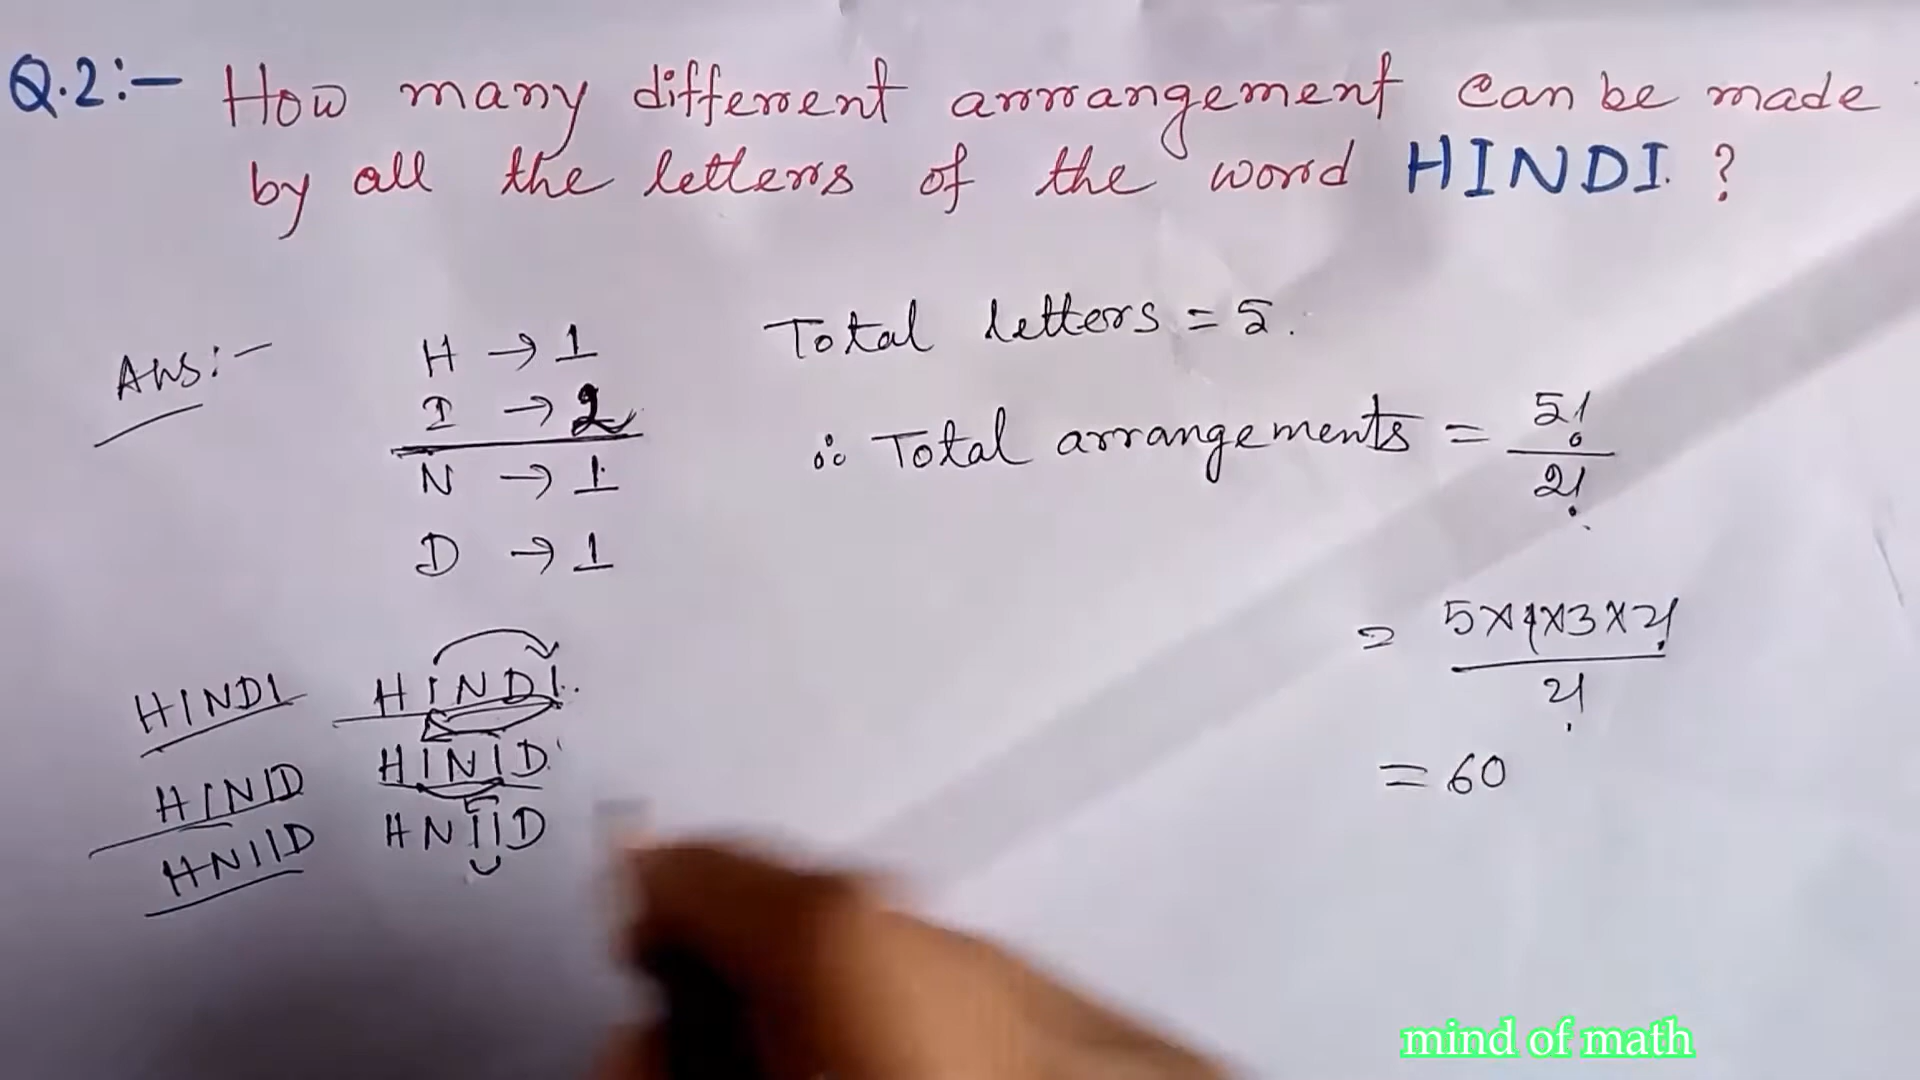 Q.2:- How many different arrangement can be made
by all the letters of the word HINDI. ?
Ans:-
H → 1
I → 2
N → 1
D → 1
Total letters = 5.
∴ Total arrangements = 5!/2!
= 5×4×3×2!/2!
= 60
HINDI HINDI.
HINID HINID
HNIID HNIID
mind of math